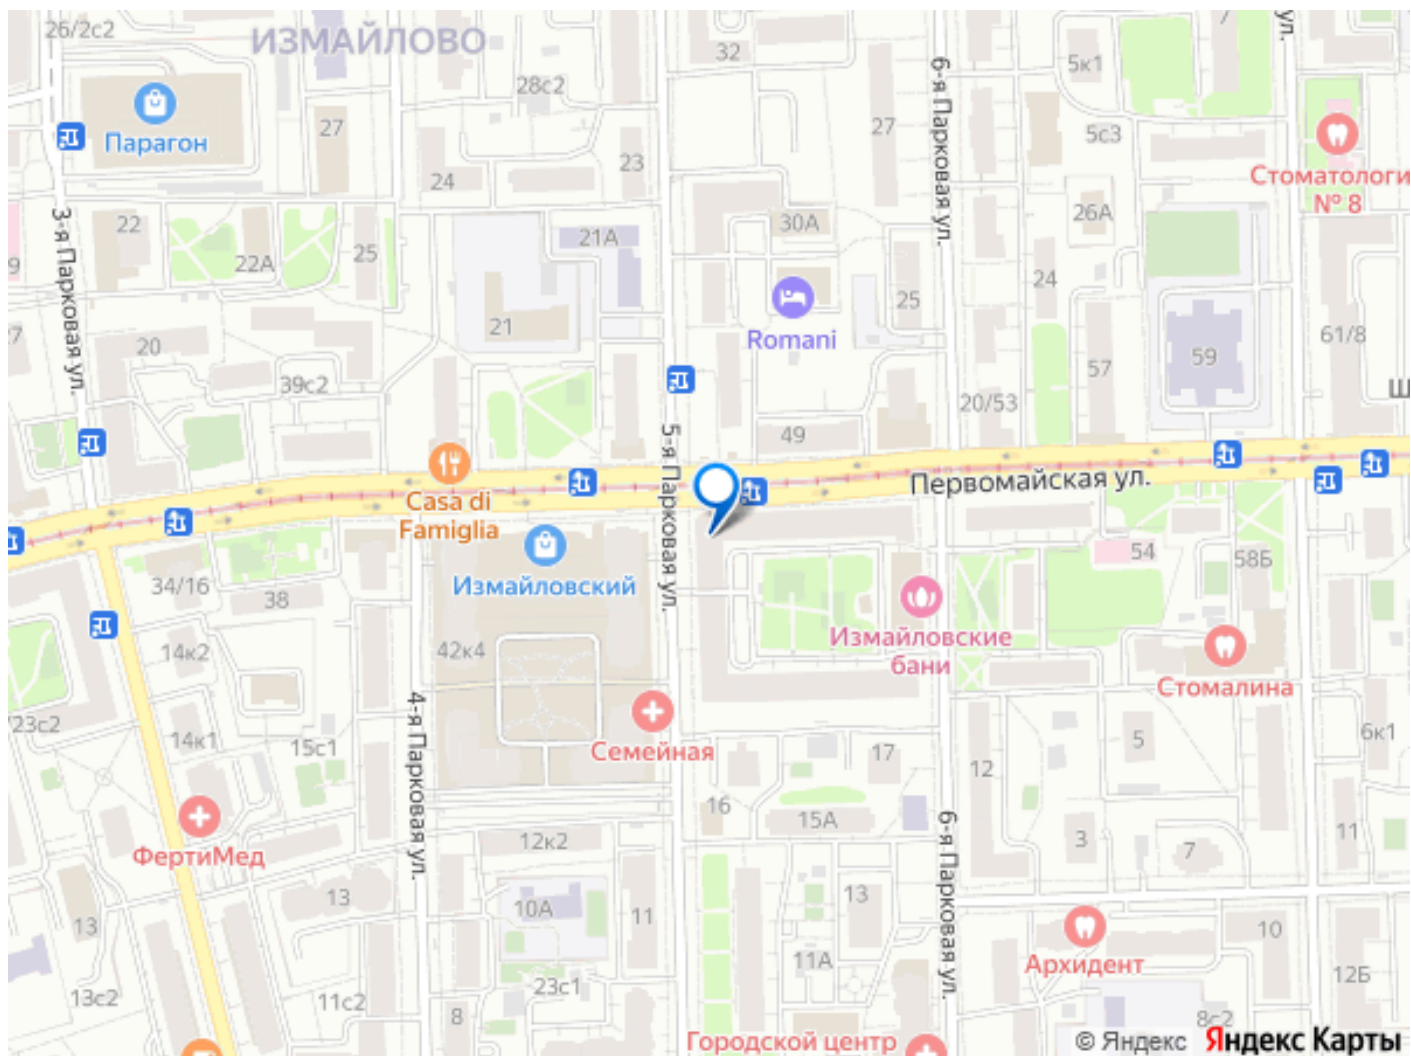 26/2с2
ИЗМАЙЛОВО
32
7
ул.
28с2
5к1
6-я Парковая ул.
Парагон
27
27
5с3
23
24
Стоматологи
№ 8
3-я Парковая ул.
22
30А
26А
21А
22А
25
9
24
25
21
Romani
7
61/8
20
59
57
39с2
20/53
Ш
49
5-я Парковая ул.
Casa di
Famiglia
Первомайская ул.
Измайловский
54
58Б
34/16
38
Измайловские
бани
14к2
42к4
Стомалина
4-я Парковая ул.
/23с2
14к1
15с1
Семейная
17
5
6к1
12
16
15А
6-я Парковая ул.
ФертиМед
12к2
3
7
11
13
13
10А
11
13
10
Архидент
11А
12Б
13с2
11с2
23с1
8
8с2
Городской центр
© Яндекс
Яндекс Карты